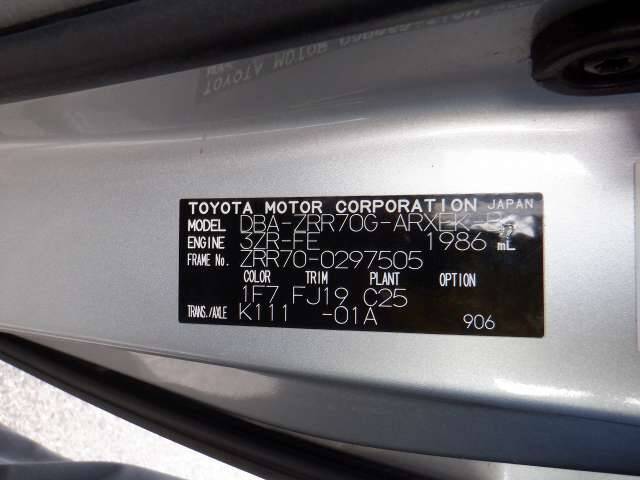 TOYOTA MOTOR CORPORATION JAPAN
MODEL DBA-ZRR70G-ARXEK-
ENGINE 3ZR-FE 1986 mL
FRAME No. ZRR70-0297505
COLOR TRIM PLANT OPTION
1F7 FJ19 C25
TRANS./AXLE K111 -01A
906